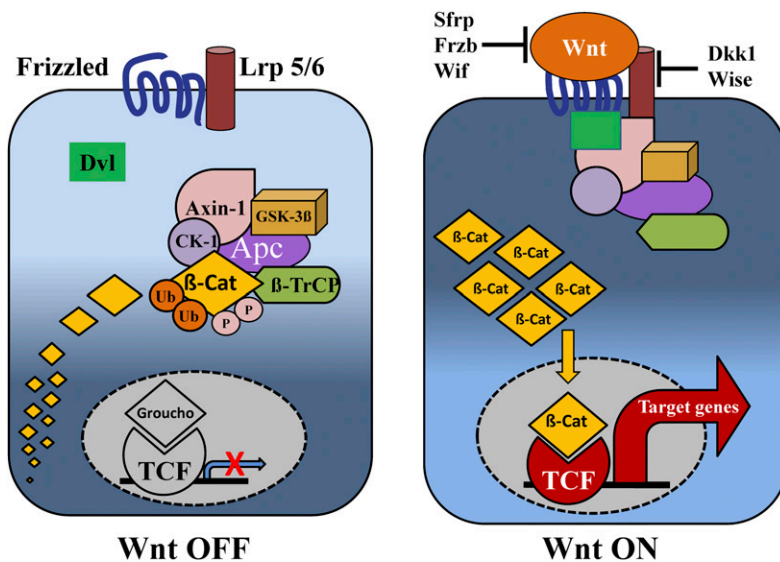 Frizzled
Lrp 5/6
Dvl
Axin-1
GSK-3ß
CK-1
Apc
ß-Cat
ß-TrCP
Ub
Ub
P
P
Groucho
TCF
X
Wnt OFF
Sfrp
Frzb
Wif
Wnt
Dkk1
Wise
ß-Cat
ß-Cat
ß-Cat
ß-Cat
ß-Cat
ß-Cat
TCF
Target genes
Wnt ON